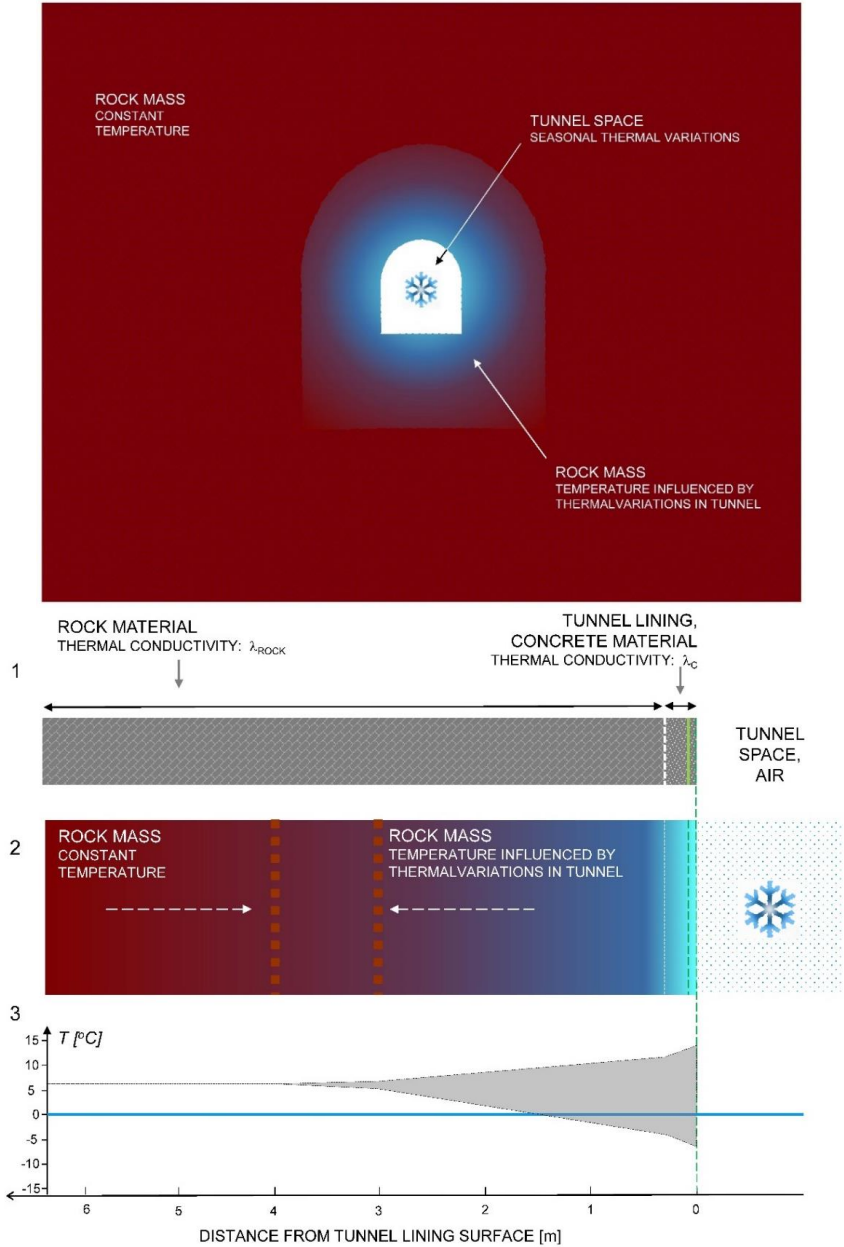 ROCK MASS
CONSTANT
TEMPERATURE
TUNNEL SPACE
SEASONAL THERMAL VARIATIONS
ROCK MASS
TEMPERATURE INFLUENCED BY
THERMALVARIATIONS IN TUNNEL
ROCK MATERIAL
THERMAL CONDUCTIVITY: λROCK
TUNNEL LINING,
CONCRETE MATERIAL
THERMAL CONDUCTIVITY: λC
1
TUNNEL
SPACE,
AIR
2
ROCK MASS
CONSTANT
TEMPERATURE
ROCK MASS
TEMPERATURE INFLUENCED BY
THERMALVARIATIONS IN TUNNEL
3
T [°C]
15
10
5
0
-5
-10
-15
6 5 4 3 2 1 0
DISTANCE FROM TUNNEL LINING SURFACE [m]